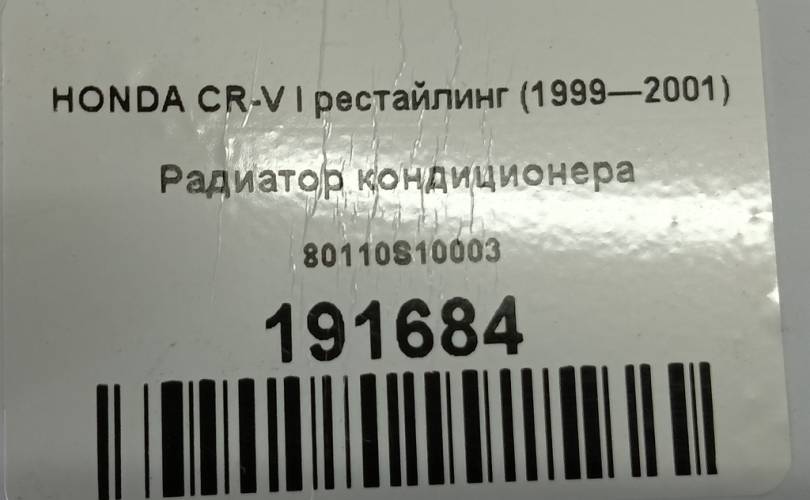 HONDA CR-V I рестайлинг (1999—2001)
Радиатор кондиционера
80110S10003
191684